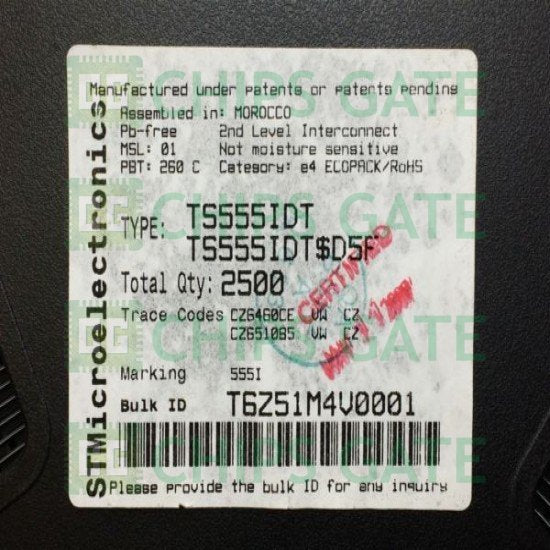 CHIPS GATE
Manufactured under patents or patents pending
Assembled in: MOROCCO
Pb-free 2nd Level Interconnect
MSL: 01 Not moisture sensitive
PBT: 260 C Category: e4 ECOPACK/RoHS
STMicroelectronics
TYPE: TS555IDT
TS555IDT$D5F
Total Qty: 2500
CERTIFIED
Trace Codes CZ6460CE VW CZ
CZ651085 VW CZ
Marking 555I
Bulk ID T6Z51M4V0001
Please provide the bulk ID for any inquiry
CHIPS GATE
CHIPS GATE
CHIPS GATE
CHIPS GATE